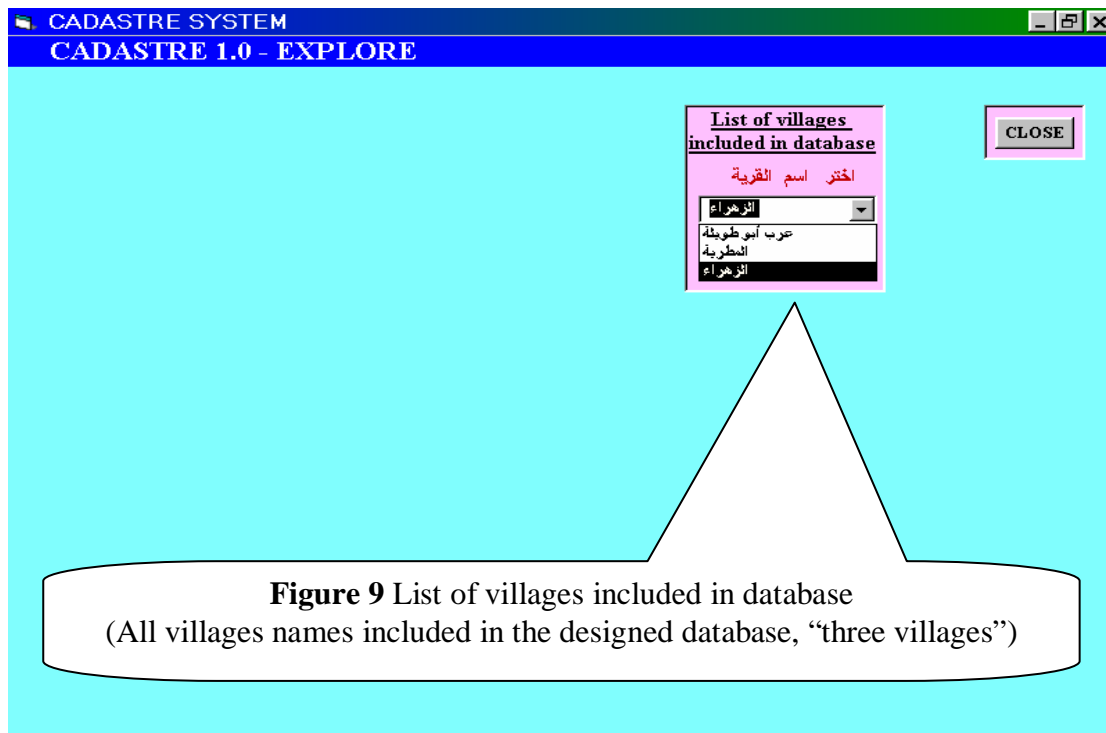 CADASTRE SYSTEM
CADASTRE 1.0 - EXPLORE
List of villages
included in database
CLOSE
اختر اسم القرية
الزهراء
عرب أبو طويلة
المطرية
الزهراء
Figure 9 List of villages included in database
(All villages names included in the designed database, “three villages”)